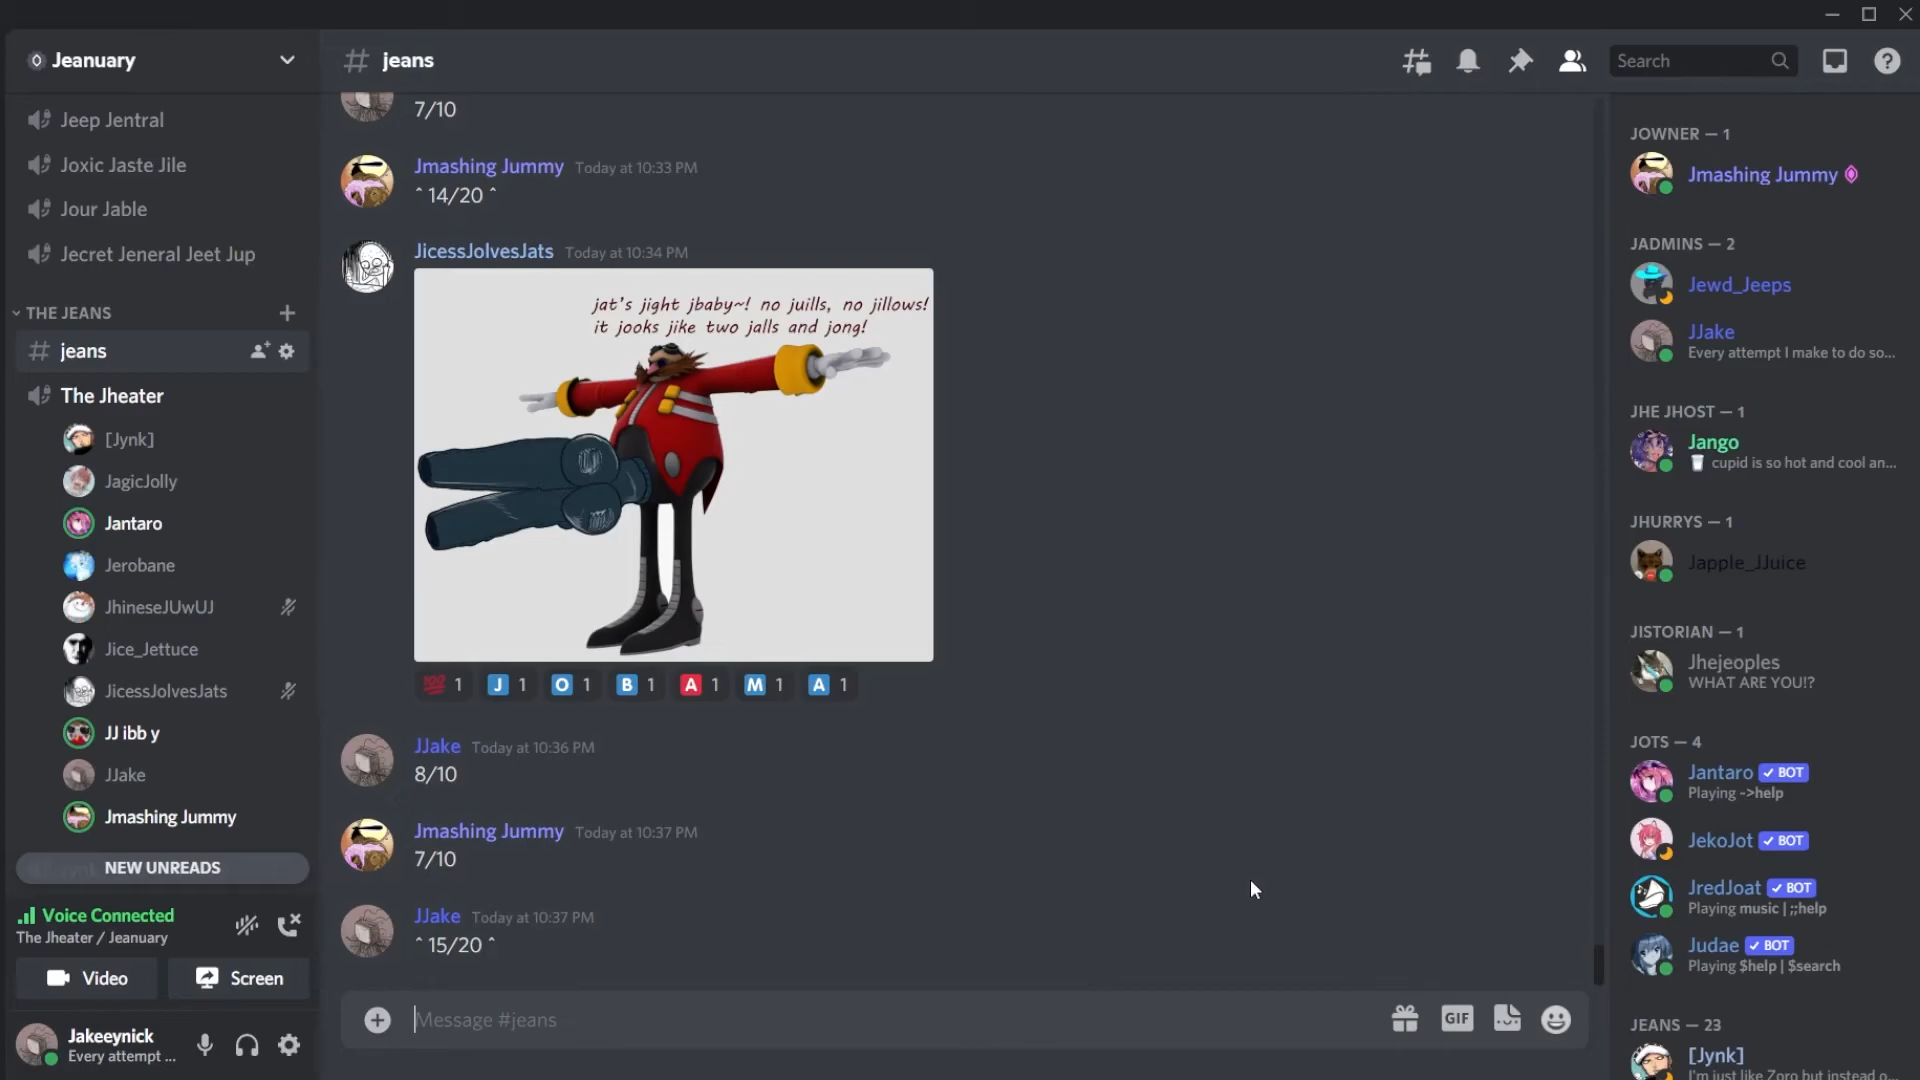 Jeanuary
Jeep Jentral
Joxic Jaste Jile
Jour Jable
Jecret Jeneral Jeet Jup
THE JEANS
jeans
The Jheater
[Jynk]
JagicJolly
Jantaro
Jerobane
JhineseJUwUJ
Jice_Jettuce
JicessJolvesJats
JJ ibb y
JJake
Jmashing Jummy
NEW UNREADS
Voice Connected
The Jheater / Jeanuary
Video
Screen
Jakeeynick
Every attempt ...
# jeans
Search
7/10
Jmashing Jummy Today at 10:33 PM
^ 14/20 ^
JicessJolvesJats Today at 10:34 PM
jat's jight jbaby~! no juills, no jillows!
it jooks jike two jalls and jong!
💯 1 J 1 O 1 B 1 A 1 M 1 A 1
JJake Today at 10:36 PM
8/10
Jmashing Jummy Today at 10:37 PM
7/10
JJake Today at 10:37 PM
^ 15/20 ^
Message #jeans
GIF
JOWNER — 1
Jmashing Jummy
JADMINS — 2
Jewd_Jeeps
JJake
Every attempt I make to do so...
JHE JHOST — 1
Jango
cupid is so hot and cool an...
JHURRYS — 1
Japple_JJuice
JISTORIAN — 1
Jhejeoples
WHAT ARE YOU!?
JOTS — 4
Jantaro ✓ BOT
Playing ->help
JekoJot ✓ BOT
JredJoat ✓ BOT
Playing music | ;;help
Judae ✓ BOT
Playing $help | $search
JEANS — 23
[Jynk]
I'm just like Zoro but instead o...